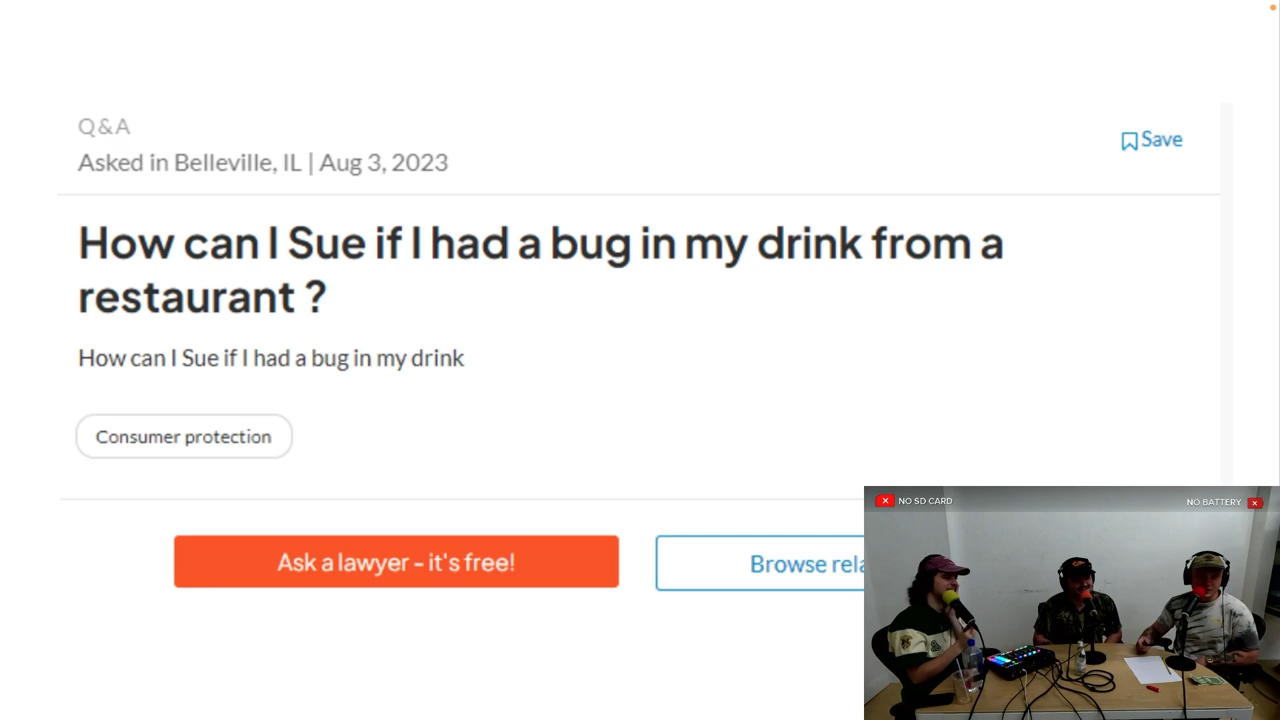 Q&A
Asked in Belleville, IL | Aug 3, 2023
Save
How can I Sue if I had a bug in my drink from a
restaurant ?
How can I Sue if I had a bug in my drink
Consumer protection
Ask a lawyer - it's free!
Browse rela
NO SD CARD
NO BATTERY